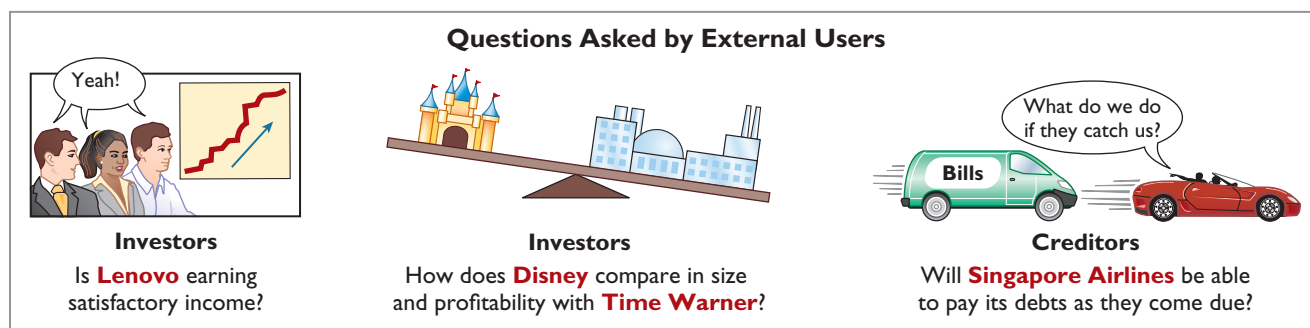 Questions Asked by External Users
Yeah!
Investors
Is Lenovo earning
satisfactory income?
Investors
How does Disney compare in size
and profitability with Time Warner?
What do we do
if they catch us?
Bills
Creditors
Will Singapore Airlines be able
to pay its debts as they come due?